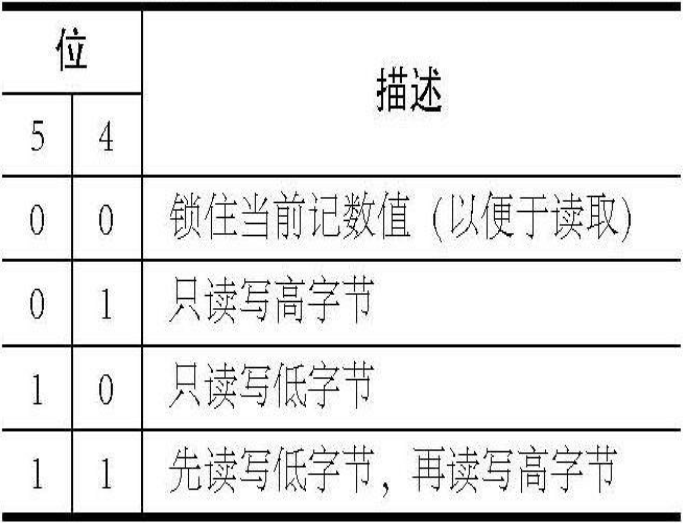 位 描述
5 4
0 0 锁住当前记数值（以便于读取）
0 1 只读写高字节
1 0 只读写低字节
1 1 先读写低字节，再读写高字节